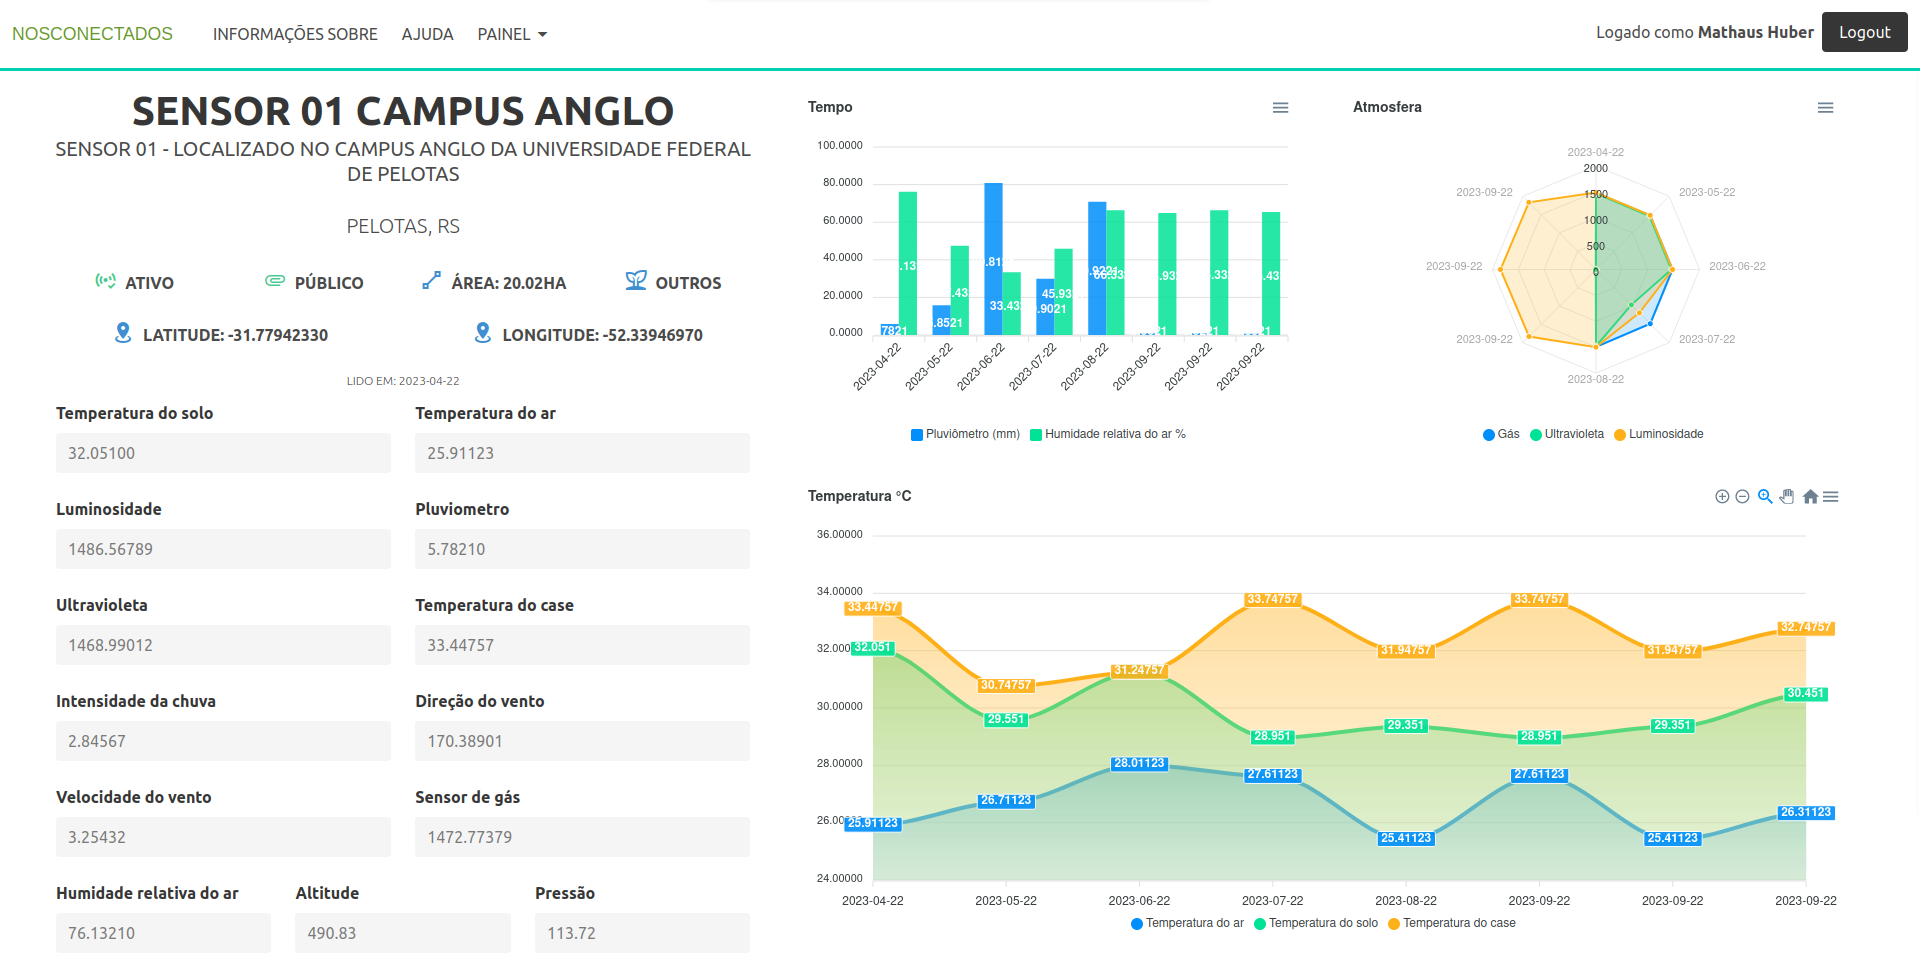 NOSCONECTADOS INFORMAÇÕES SOBRE AJUDA PAINEL Logado como Mathaus Huber Logout
SENSOR 01 CAMPUS ANGLO
SENSOR 01 - LOCALIZADO NO CAMPUS ANGLO DA UNIVERSIDADE FEDERAL
DE PELOTAS
PELOTAS, RS
ATIVO PÚBLICO ÁREA: 20.02HA OUTROS
LATITUDE: -31.77942330 LONGITUDE: -52.33946970
LIDO EM: 2023-04-22
Temperatura do solo Temperatura do ar
32.05100 25.91123
Luminosidade Pluviometro
1486.56789 5.78210
Ultravioleta Temperatura do case
1468.99012 33.44757
Intensidade da chuva Direção do vento
2.84567 170.38901
Velocidade do vento Sensor de gás
3.25432 1472.77379
Humidade relativa do ar Altitude Pressão
76.13210 490.83 113.72
Tempo
100.0000
80.0000
60.0000
40.0000
20.0000
0.0000
33.43
45.93
2023-04-22 2023-05-22 2023-06-22 2023-07-22 2023-08-22 2023-09-22 2023-09-22 2023-09-22
Pluviômetro (mm) Humidade relativa do ar %
Atmosfera
2023-04-22
2000
2023-09-22 1500 2023-05-22
1000
500
2023-09-22 0 2023-06-22
2023-09-22 2023-07-22
2023-08-22
Gás Ultravioleta Luminosidade
Temperatura °C
36.00000
34.00000
32.00000
30.00000
28.00000
26.00000
24.00000
33.44757 30.74757 31.24757 33.74757 31.94757 33.74757 31.94757 32.74757
32.051 29.551 28.951 29.351 28.951 29.351 30.451
25.91123 26.71123 28.01123 27.61123 25.41123 27.61123 25.41123 26.31123
2023-04-22 2023-05-22 2023-06-22 2023-07-22 2023-08-22 2023-09-22 2023-09-22 2023-09-22
Temperatura do ar Temperatura do solo Temperatura do case